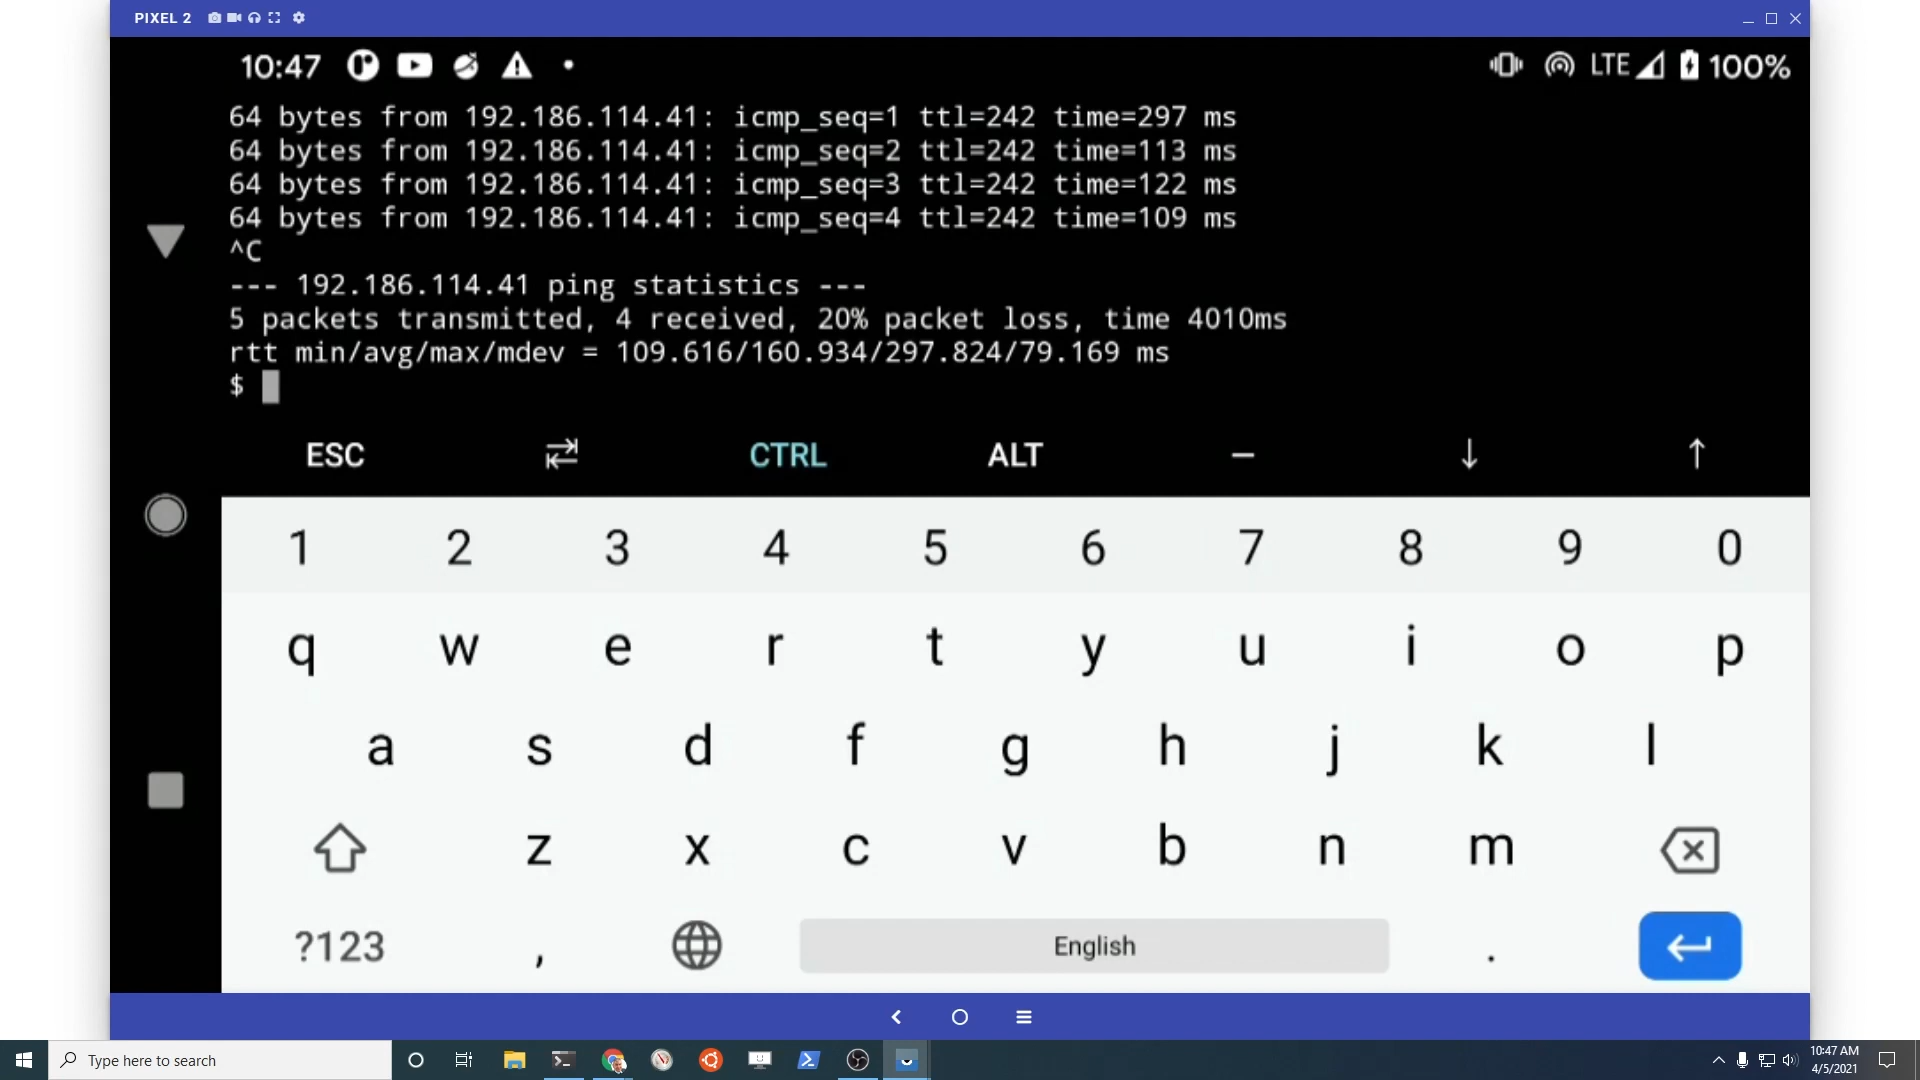 PIXEL 2
10:47 LTE 100%
64 bytes from 192.186.114.41: icmp_seq=1 ttl=242 time=297 ms
64 bytes from 192.186.114.41: icmp_seq=2 ttl=242 time=113 ms
64 bytes from 192.186.114.41: icmp_seq=3 ttl=242 time=122 ms
64 bytes from 192.186.114.41: icmp_seq=4 ttl=242 time=109 ms
^C
--- 192.186.114.41 ping statistics ---
5 packets transmitted, 4 received, 20% packet loss, time 4010ms
rtt min/avg/max/mdev = 109.616/160.934/297.824/79.169 ms
$
ESC CTRL ALT –
1 2 3 4 5 6 7 8 9 0
q w e r t y u i o p
a s d f g h j k l
z x c v b n m
?123 , English .
Type here to search
10:47 AM
4/5/2021